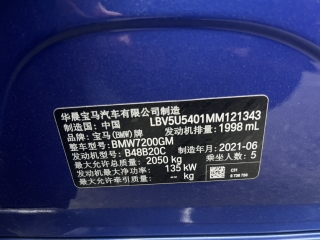 华晨宝马汽车有限公司制造
制造国：中国 LBV5U5401MM121343
品牌：宝马(BMW)牌 发动机排量：1998 mL
整车型号：BMW7200GM
发动机型号：B48B20C 制造年月：2021-06
最大允许总质量：2050 kg 乘坐人数：5
发动机最大净功率：135 kW
最大允许牵引质量：-- kg